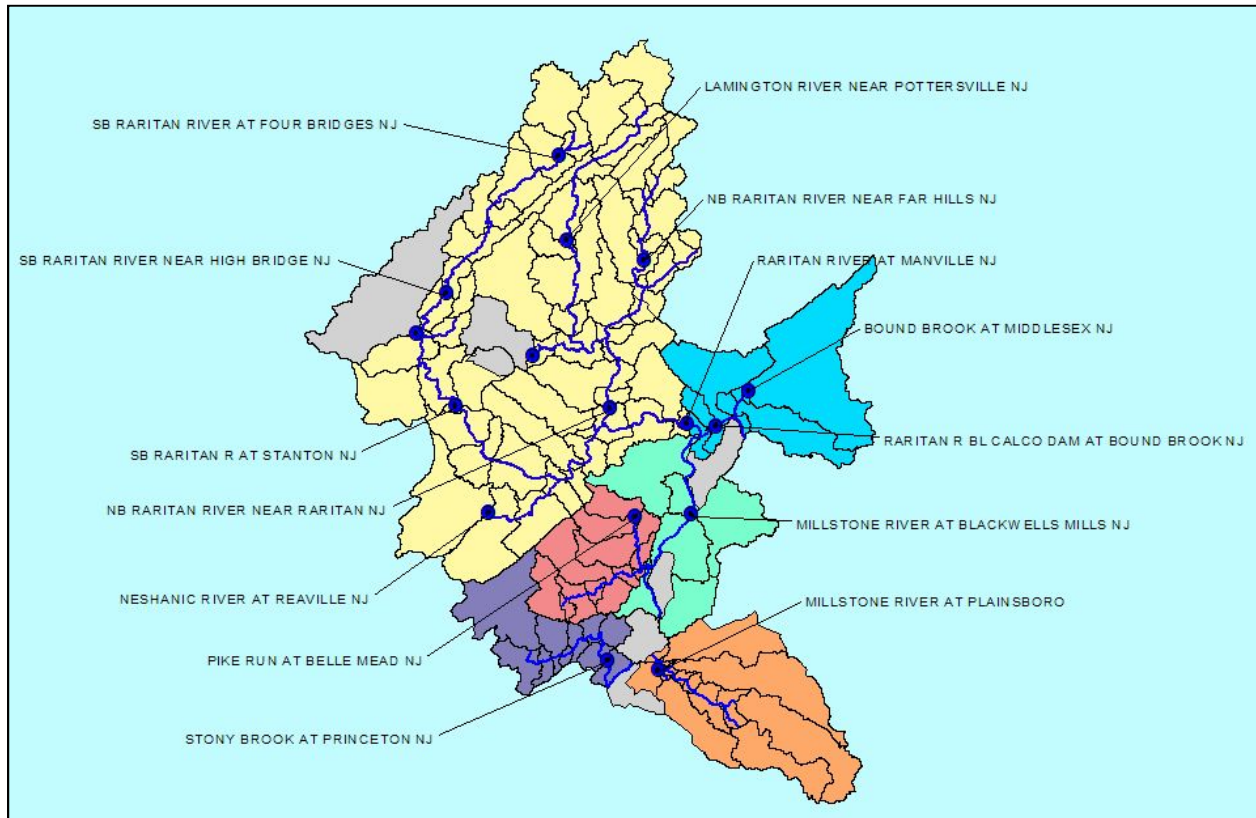 LAMINGTON RIVER NEAR POTTERSVILLE NJ
SB RARITAN RIVER AT FOUR BRIDGES NJ
NB RARITAN RIVER NEAR FAR HILLS NJ
SB RARITAN RIVER NEAR HIGH BRIDGE NJ
RARITAN RIVER AT MANVILLE NJ
BOUND BROOK AT MIDDLESEX NJ
RARITAN R BL CALCO DAM AT BOUND BROOK NJ
SB RARITAN R AT STANTON NJ
NB RARITAN RIVER NEAR RARITAN NJ
MILLSTONE RIVER AT BLACKWELLS MILLS NJ
NESHANIC RIVER AT REAVILLE NJ
MILLSTONE RIVER AT PLAINSBORO
PIKE RUN AT BELLE MEAD NJ
STONY BROOK AT PRINCETON NJ